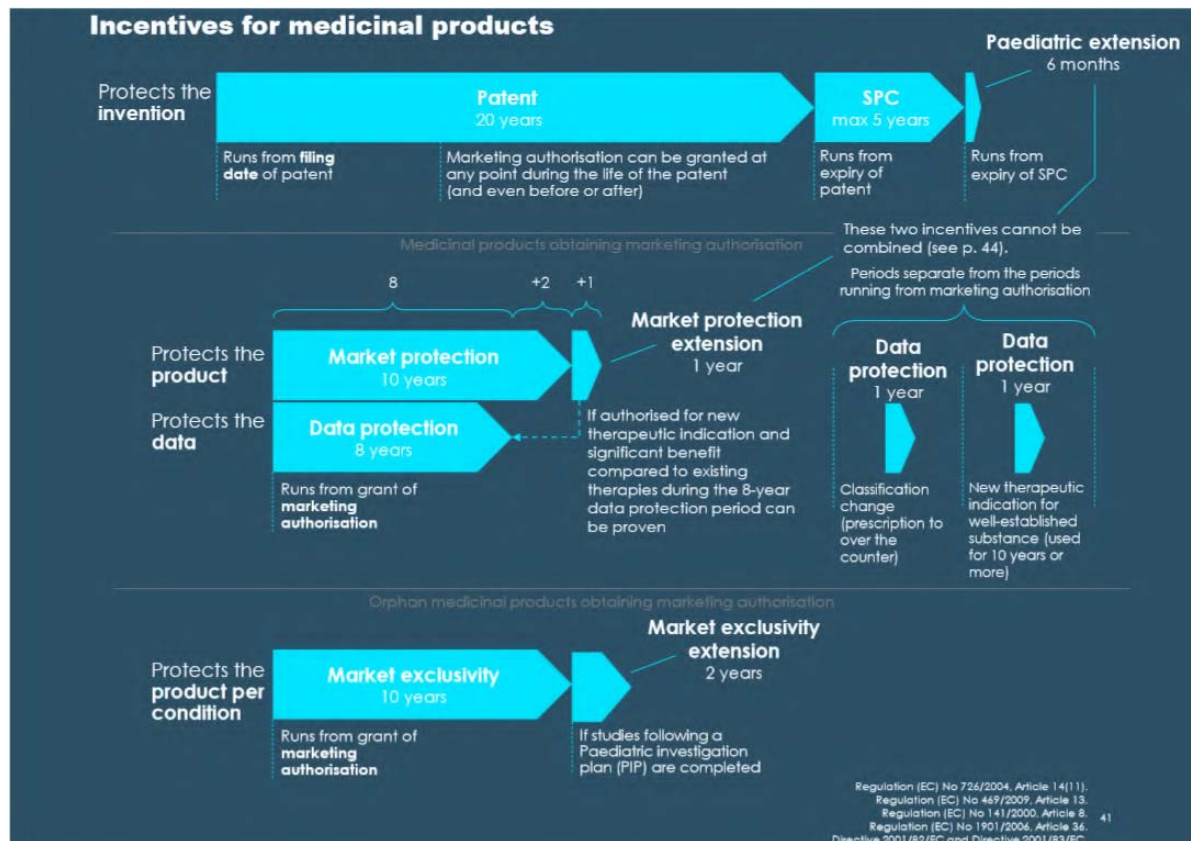 Incentives for medicinal products
Paediatric extension
6 months
Protects the
invention
Patent
20 years
SPC
max 5 years
Runs from filing
date of patent
Marketing authorisation can be granted at
any point during the life of the patent
(and even before or after)
Runs from
expiry of
patent
Runs from
expiry of SPC
These two incentives cannot be
combined (see p. 44).
Medicinal products obtaining marketing authorisation
Periods separate from the periods
running from marketing authorisation
8
+2
+1
Market protection
extension
1 year
Protects the
product
Market protection
10 years
Protects the
data
Data protection
8 years
Runs from grant of
marketing
authorisation
If authorised for new
therapeutic indication and
significant benefit
compared to existing
therapies during the 8-year
data protection period can
be proven
Data
protection
1 year
Classification
change
(prescription to
over the
counter)
Data
protection
1 year
New therapeutic
indication for
well-established
substance (used
for 10 years or
more)
Orphan medicinal products obtaining marketing authorisation
Market exclusivity
extension
2 years
Protects the
product per
condition
Market exclusivity
10 years
Runs from grant of
marketing
authorisation
If studies following a
Paediatric investigation
plan (PIP) are completed
Regulation (EC) No 726/2004, Article 14(11).
Regulation (EC) No 469/2009, Article 13.
Regulation (EC) No 141/2000, Article 8.
41
Regulation (EC) No 1901/2006, Article 36.
Directive 2001/82/EC and Directive 2001/83/EC